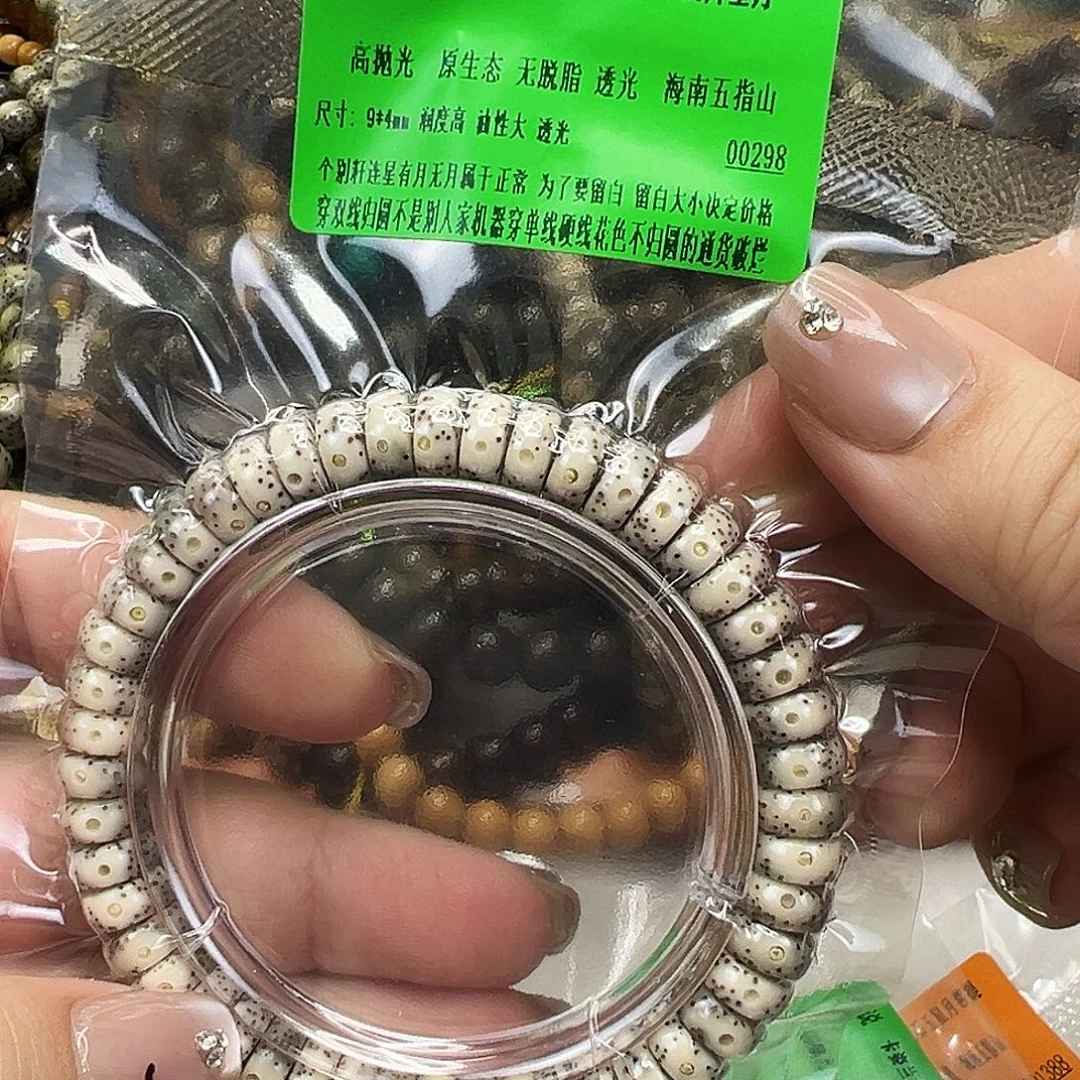 高抛光 原生态 无脱脂 透光 海南五指山
尺寸: 9*4mm 润度高 油性大 透光
00298
个别籽连星有月无月属于正常 为了要留白 留白大小决定价格
穿双线归圆不是别人家机器穿单线硬线花色不归圆的通货破烂